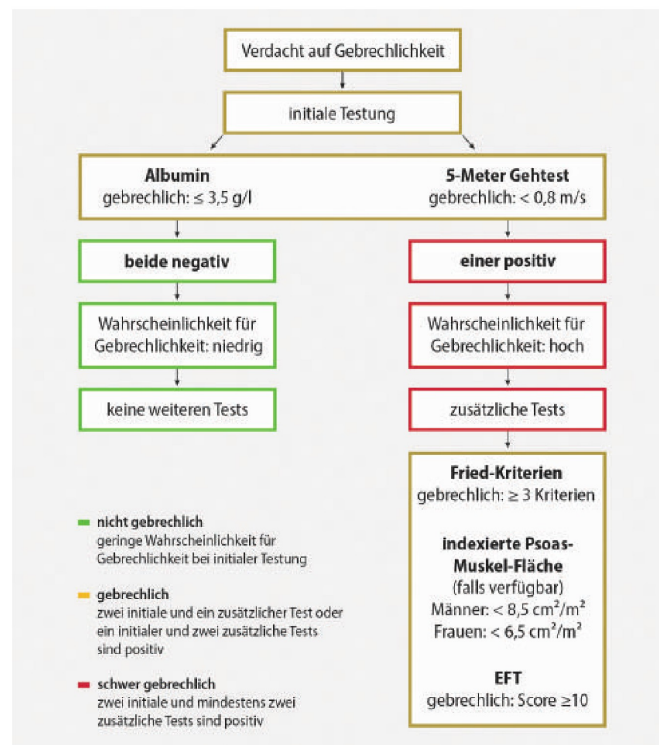 Verdacht auf Gebrechlichkeit
initiale Testung
Albumin
gebrechlich: ≤ 3,5 g/l
5-Meter Gehtest
gebrechlich: < 0,8 m/s
beide negativ
einer positiv
Wahrscheinlichkeit für
Gebrechlichkeit: niedrig
Wahrscheinlichkeit für
Gebrechlichkeit: hoch
keine weiteren Tests
zusätzliche Tests
Fried-Kriterien
gebrechlich: ≥ 3 Kriterien
indexierte Psoas-
Muskel-Fläche
(falls verfügbar)
Männer: < 8,5 cm²/m²
Frauen: < 6,5 cm²/m²
EFT
gebrechlich: Score ≥10
nicht gebrechlich
geringe Wahrscheinlichkeit für
Gebrechlichkeit bei initialer Testung
gebrechlich
zwei initiale und ein zusätzlicher Test oder
ein initialer und zwei zusätzliche Tests
sind positiv
schwer gebrechlich
zwei initiale und mindestens zwei
zusätzliche Tests sind positiv